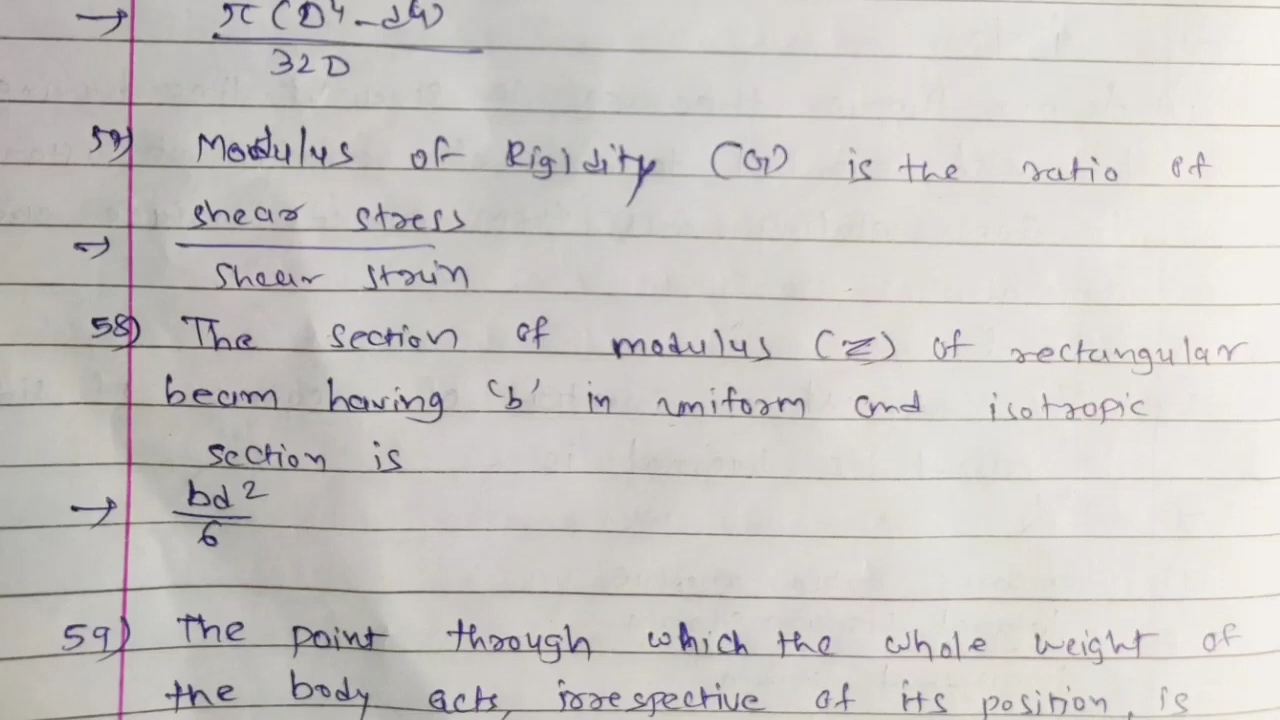 → π(D⁴-d⁴)
32D
57) Modulus of Rigidity (G) is the ratio of
shear stress
→
shear strain
58) The section of modulus (Z) of rectangular
beam having 'b' in uniform and isotropic
section is
→ bd²
6
59) The point through which the whole weight of
the body acts, irrespective of its position, is